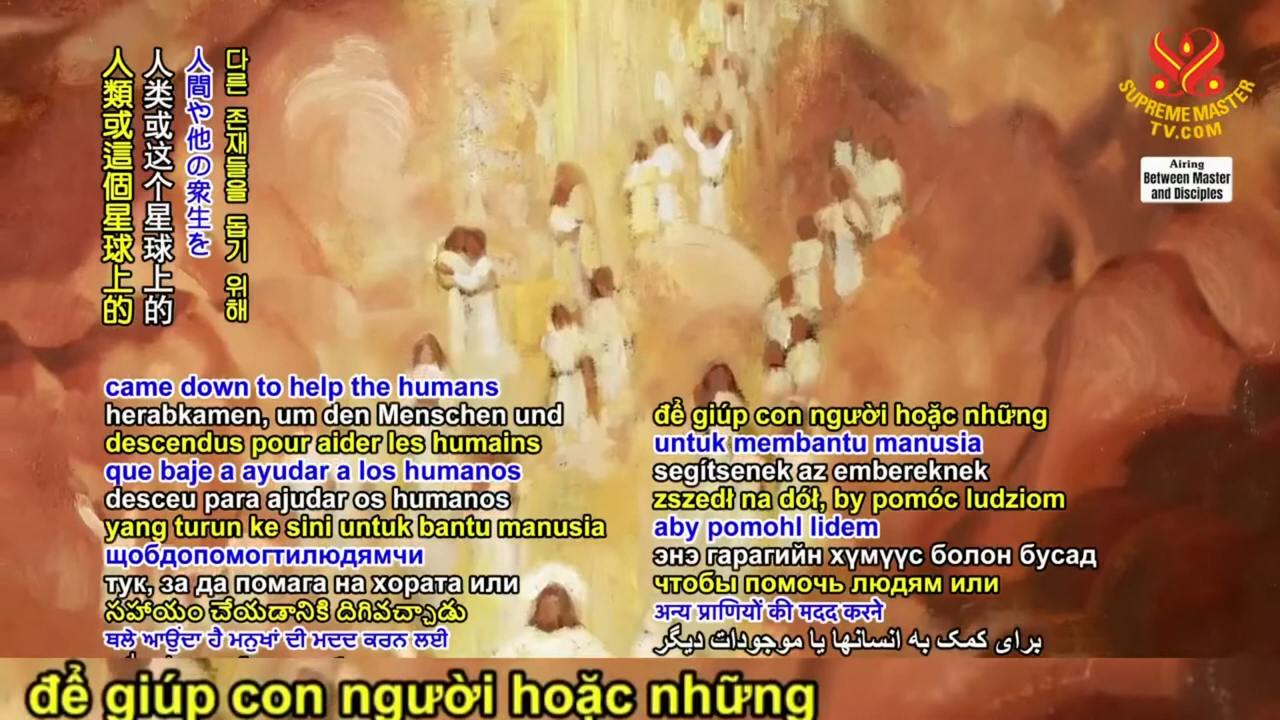 다른 존재들을 돕기 위해
人間や他の衆生を
人类或这个星球上的
人類或這個星球上的
SUPREME MASTER
TV.COM
Airing
Between Master
and Disciples
came down to help the humans
herabkamen, um den Menschen und
descendus pour aider les humains
que baje a ayudar a los humanos
desceu para ajudar os humanos
yang turun ke sini untuk bantu manusia
щобдопомогтилюдямчи
тук, за да помага на хората или
సహాయం చేయడానికి దిగివచ్చాడు
ਥਲੇ ਆਉਂਦਾ ਹੈ ਮਨੁਖਾਂ ਦੀ ਮਦਦ ਕਰਨ ਲਈ
để giúp con người hoặc những
untuk membantu manusia
segítsenek az embereknek
zszedł na dół, by pomóc ludziom
aby pomohl lidem
энэ гарагийн хүмүүс болон бусад
чтобы помочь людям или
अन्य प्राणियों की मदद करने
برای کمک به انسانها یا موجودات دیگر
để giúp con người hoặc những